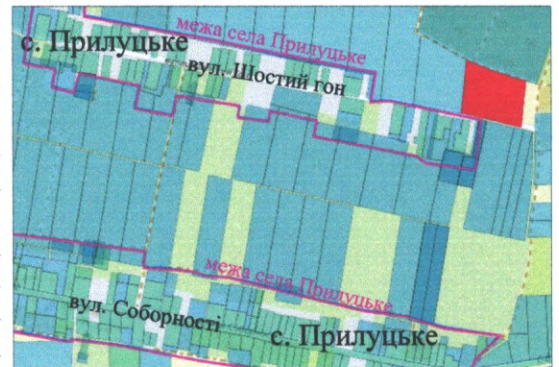 межа села Прилуцьке
с. Прилуцьке
вул. Шостий гон
межа села Прилуцьке
вул. Соборності
с. Прилуцьке